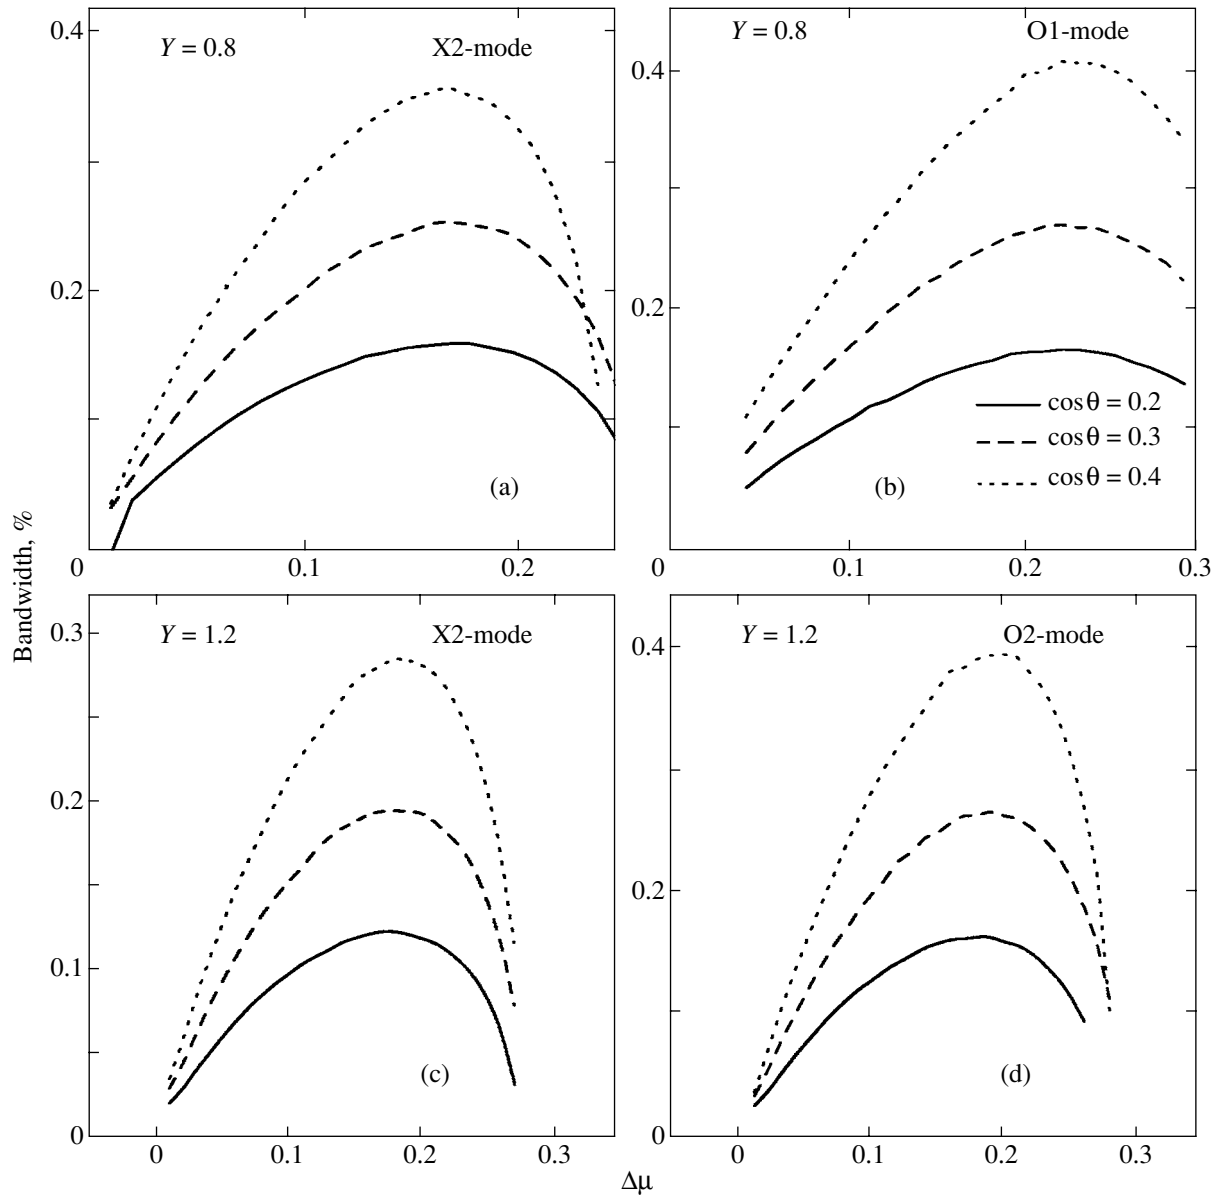 0.4
Y = 0.8
X2-mode
0.2
(a)
0
0.1
0.2
Y = 0.8
O1-mode
0.4
0.2
cos θ = 0.2
cos θ = 0.3
cos θ = 0.4
(b)
0
0.1
0.2
0.3
Bandwidth, %
0.3
Y = 1.2
X2-mode
0.2
0.1
(c)
0
0
0.1
0.2
0.3
Y = 1.2
O2-mode
0.4
0.2
(d)
0
0
0.1
0.2
0.3
Δμ